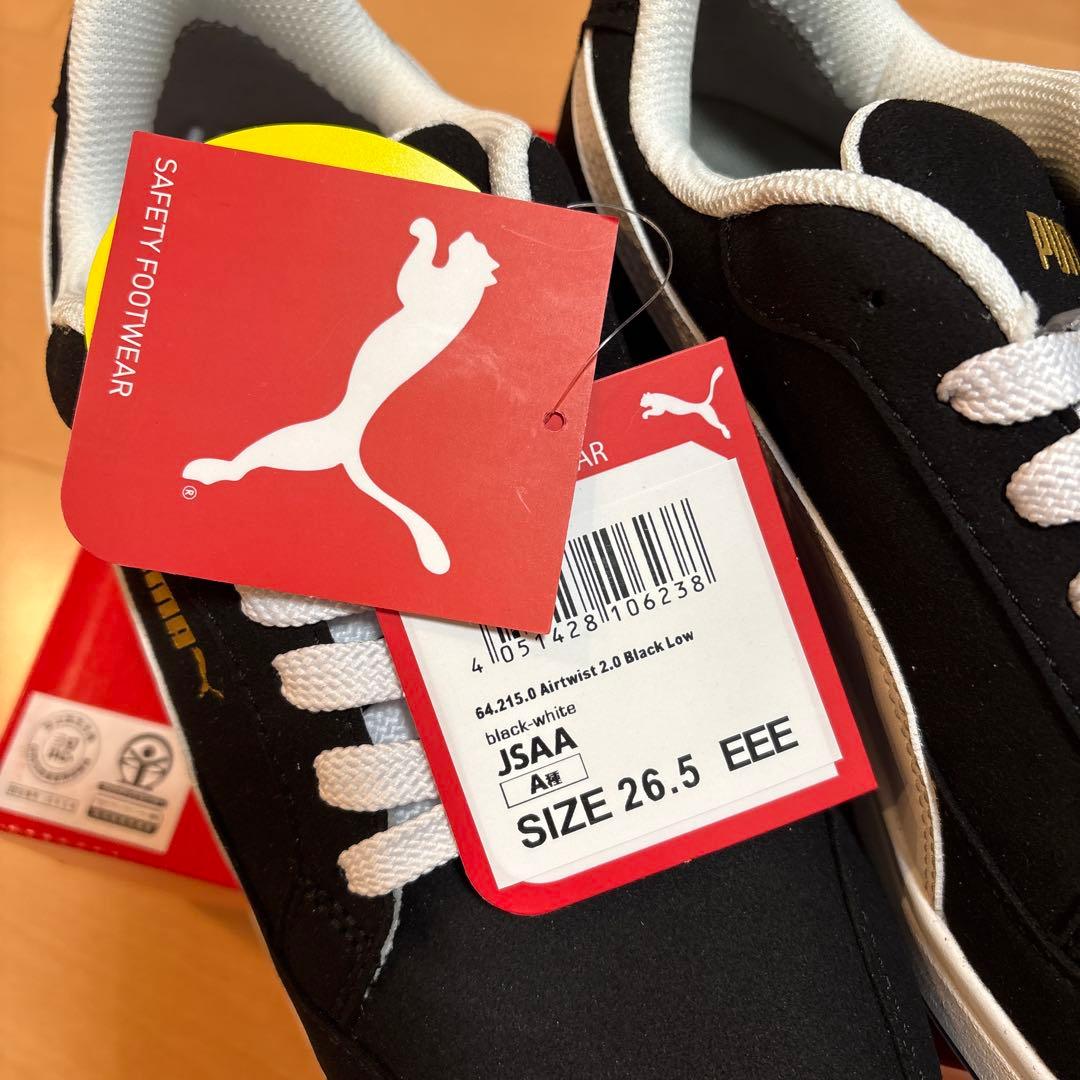 SAFETY FOOTWEAR
®
AR
4 051428 106238
64.215.0 Airtwist 2.0 Black Low
black-white
JSAA
A種
SIZE 26.5 EEE